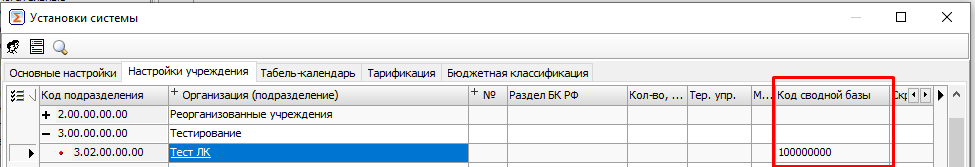 Установки системы
Основные настройки Настройки учреждения Табель-календарь Тарификация Бюджетная классификация
Код подразделения + Организация (подразделение) + № Раздел БК РФ Кол-во, ... Тер. упр. М... Код сводной базы Скр
+ 2.00.00.00.00 Реорганизованные учреждения
− 3.00.00.00.00 Тестирование
3.02.00.00.00 Тест ЛК 100000000